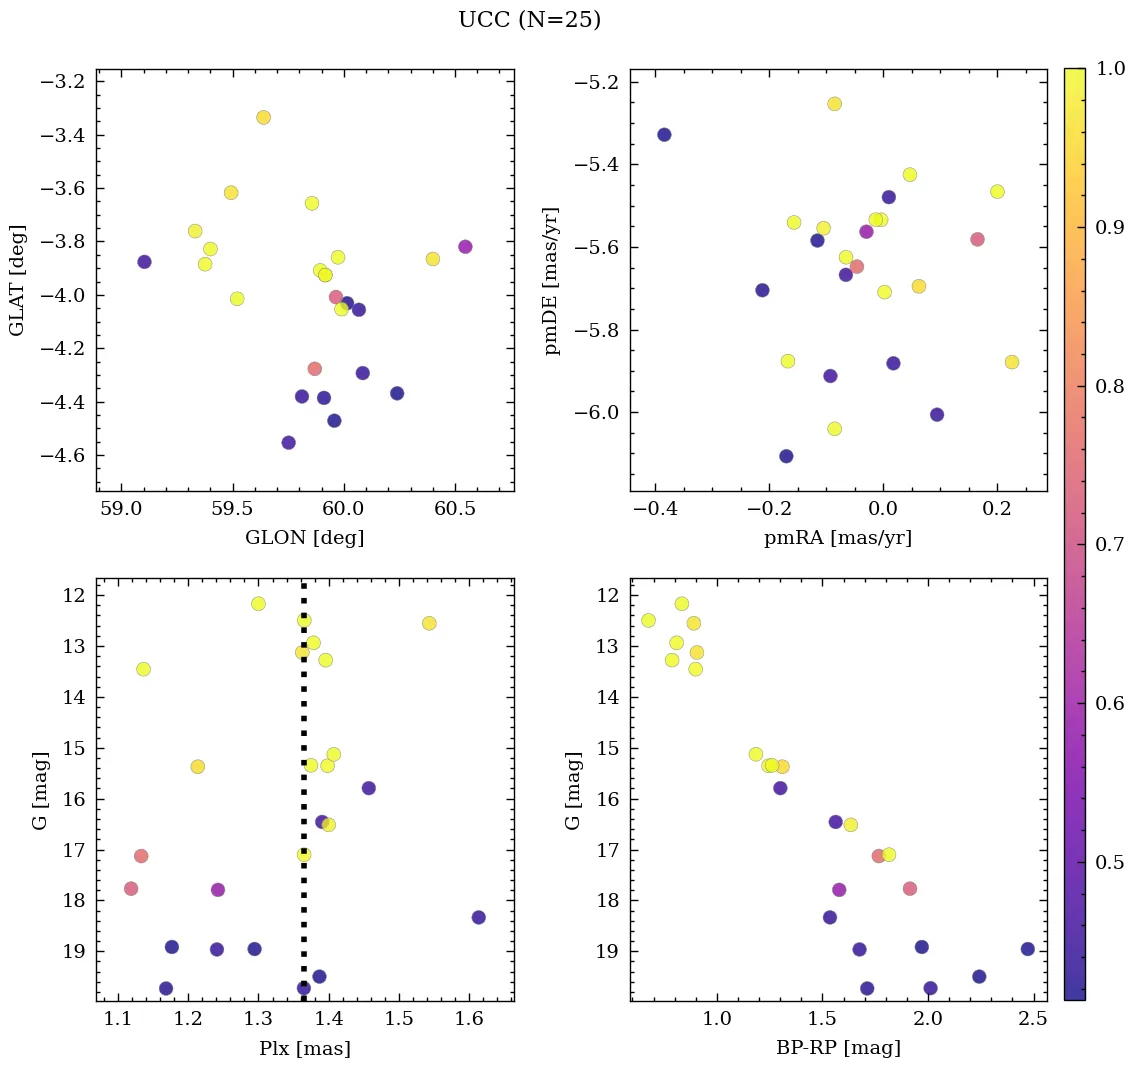 UCC (N=25)
−3.2
−3.4
−3.6
−3.8
−4.0
−4.2
−4.4
−4.6
GLAT [deg]
59.0 59.5 60.0 60.5
GLON [deg]
−5.2
−5.4
−5.6
−5.8
−6.0
pmDE [mas/yr]
−0.4 −0.2 0.0 0.2
pmRA [mas/yr]
12
13
14
15
16
17
18
19
G [mag]
1.1 1.2 1.3 1.4 1.5 1.6
Plx [mas]
12
13
14
15
16
17
18
19
G [mag]
1.0 1.5 2.0 2.5
BP-RP [mag]
1.0
0.9
0.8
0.7
0.6
0.5